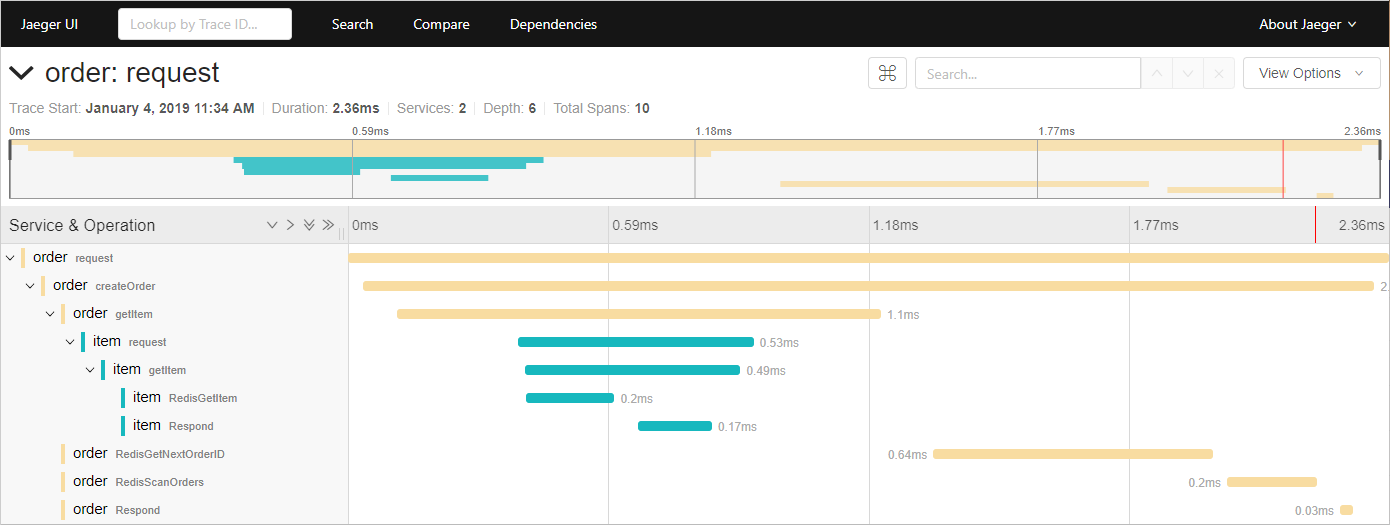 Jaeger UI Lookup by Trace ID... Search Compare Dependencies About Jaeger
order: request Search... View Options
Trace Start: January 4, 2019 11:34 AM Duration: 2.36ms Services: 2 Depth: 6 Total Spans: 10
0ms 0.59ms 1.18ms 1.77ms 2.36ms
Service & Operation 0ms 0.59ms 1.18ms 1.77ms 2.36ms
order request
order createOrder 2.
order getItem 1.1ms
item request 0.53ms
item getItem 0.49ms
item RedisGetItem 0.2ms
item Respond 0.17ms
order RedisGetNextOrderID 0.64ms
order RedisScanOrders 0.2ms
order Respond 0.03ms